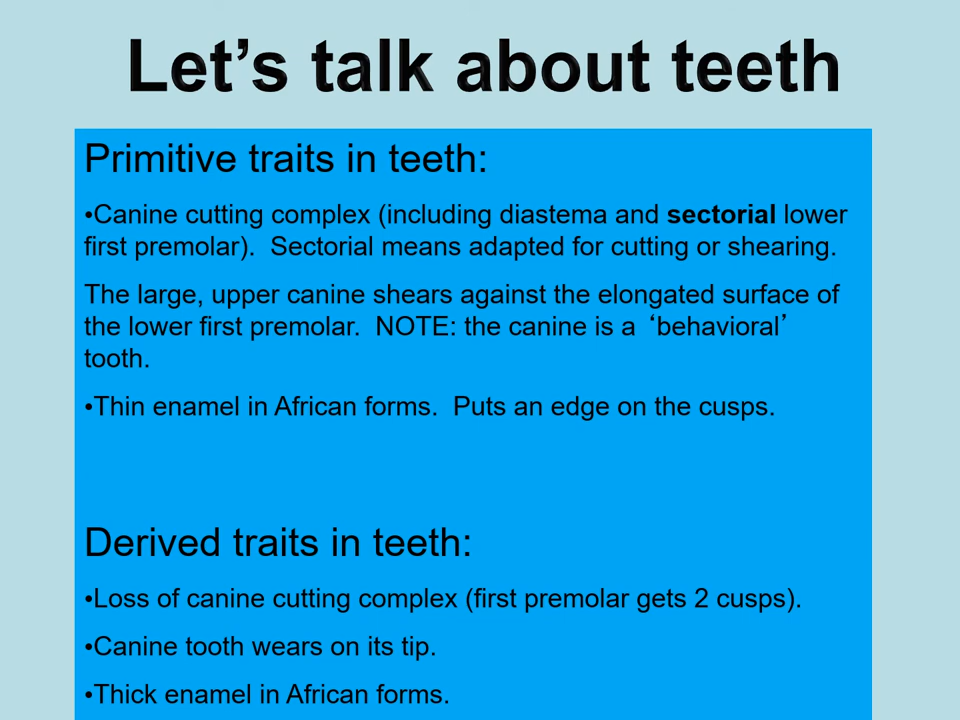 Let’s talk about teeth
Primitive traits in teeth:
•Canine cutting complex (including diastema and sectorial lower
first premolar).  Sectorial means adapted for cutting or shearing.
The large, upper canine shears against the elongated surface of
the lower first premolar.  NOTE: the canine is a ‘behavioral’
tooth.
•Thin enamel in African forms.  Puts an edge on the cusps.
Derived traits in teeth:
•Loss of canine cutting complex (first premolar gets 2 cusps).
•Canine tooth wears on its tip.
•Thick enamel in African forms.